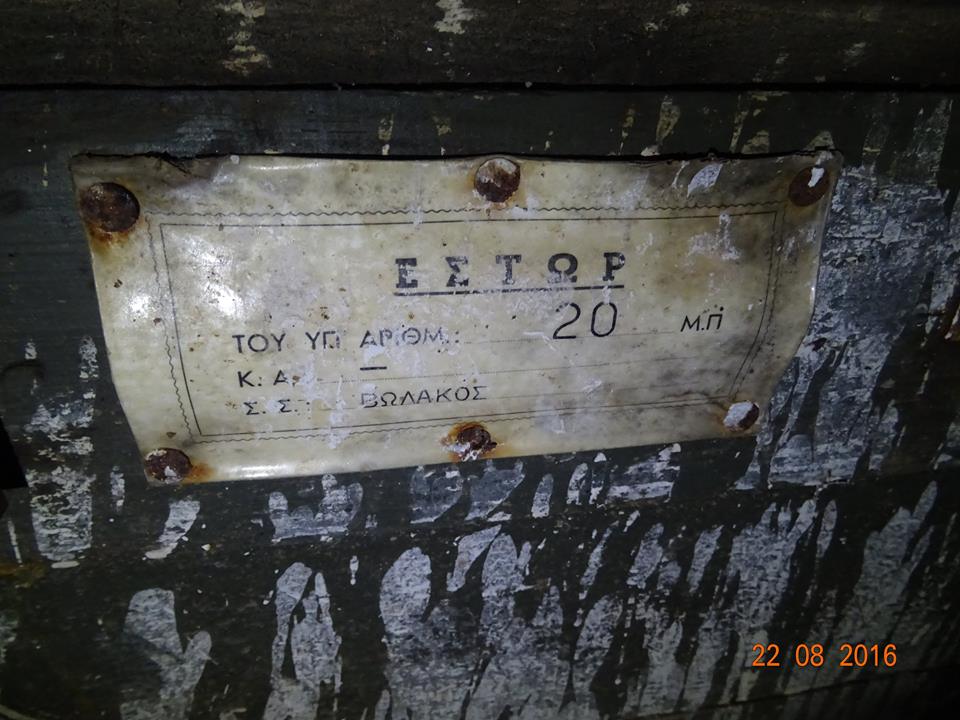 ΕΣΤΩΡ
ΤΟΥ ΥΠ ΑΡΙΘΜ.: 20 Μ.Π
Κ. Α. —
Σ. Σ. : ΒΩΛΑΚΟΣ
22 08 2016